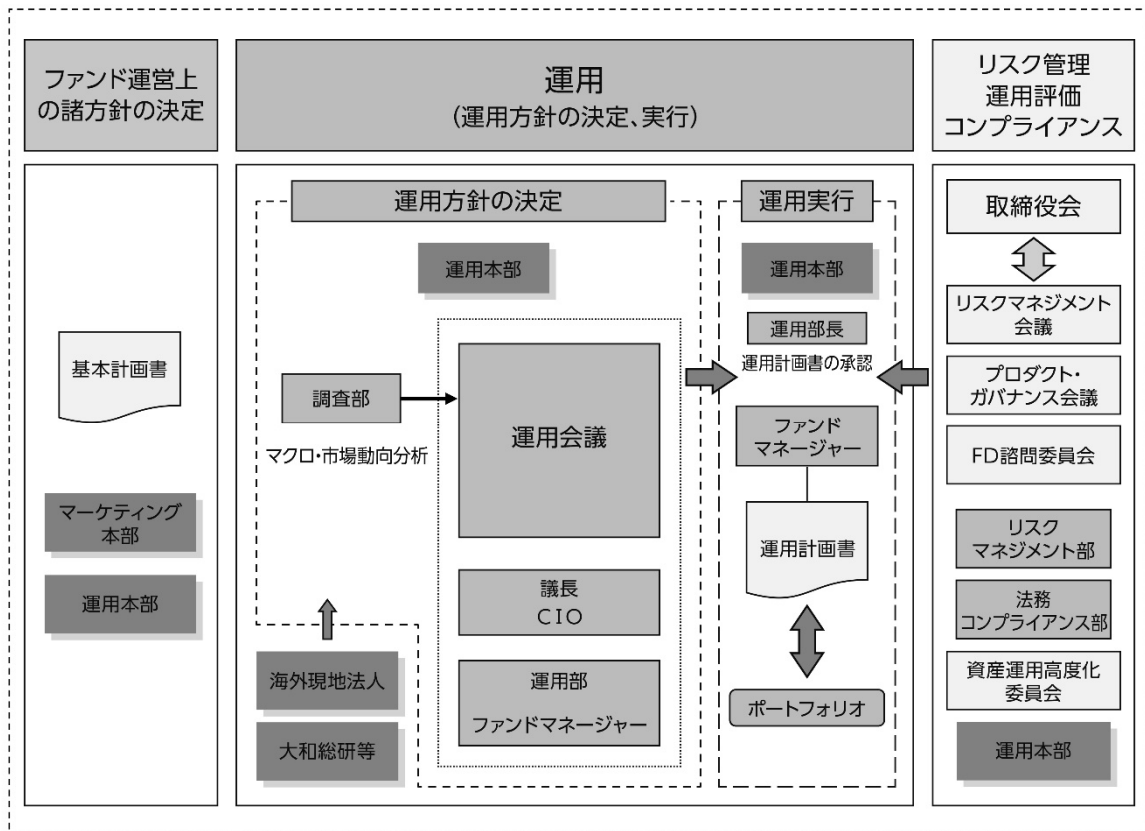 ファンド運営上
の諸方針の決定
基本計画書
マーケティング
本部
運用本部
運用
(運用方針の決定、実行)
運用方針の決定
運用本部
調査部
マクロ・市場動向分析
運用会議
議長
CIO
運用部
ファンドマネージャー
海外現地法人
大和総研等
運用実行
運用本部
運用部長
運用計画書の承認
ファンド
マネージャー
運用計画書
ポートフォリオ
リスク管理
運用評価
コンプライアンス
取締役会
リスクマネジメント
会議
プロダクト・
ガバナンス会議
FD諮問委員会
リスク
マネジメント部
法務
コンプライアンス部
資産運用高度化
委員会
運用本部